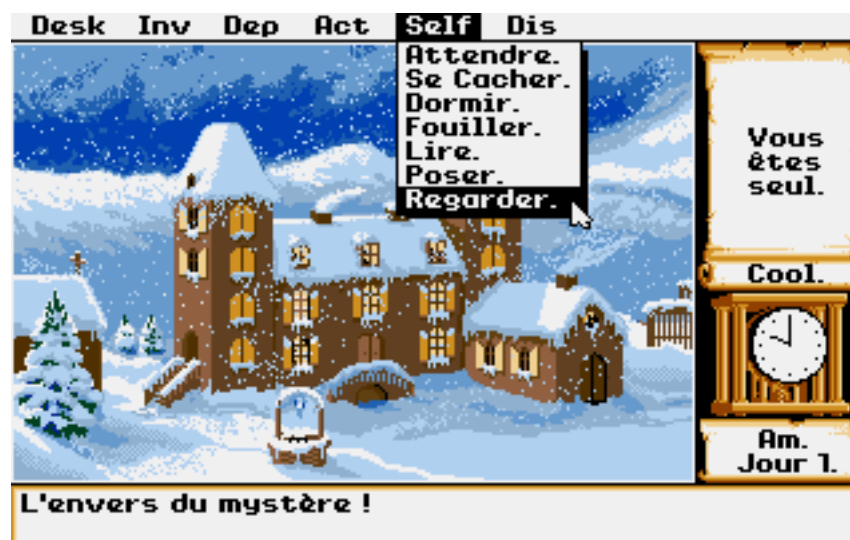 Desk Inv Dep Act Self Dis
Attendre.
Se Cacher.
Dormir.
Fouiller.
Lire.
Poser.
Regarder.
Vous
êtes
seul.
Cool.
Am.
Jour 1.
L'envers du mystère !